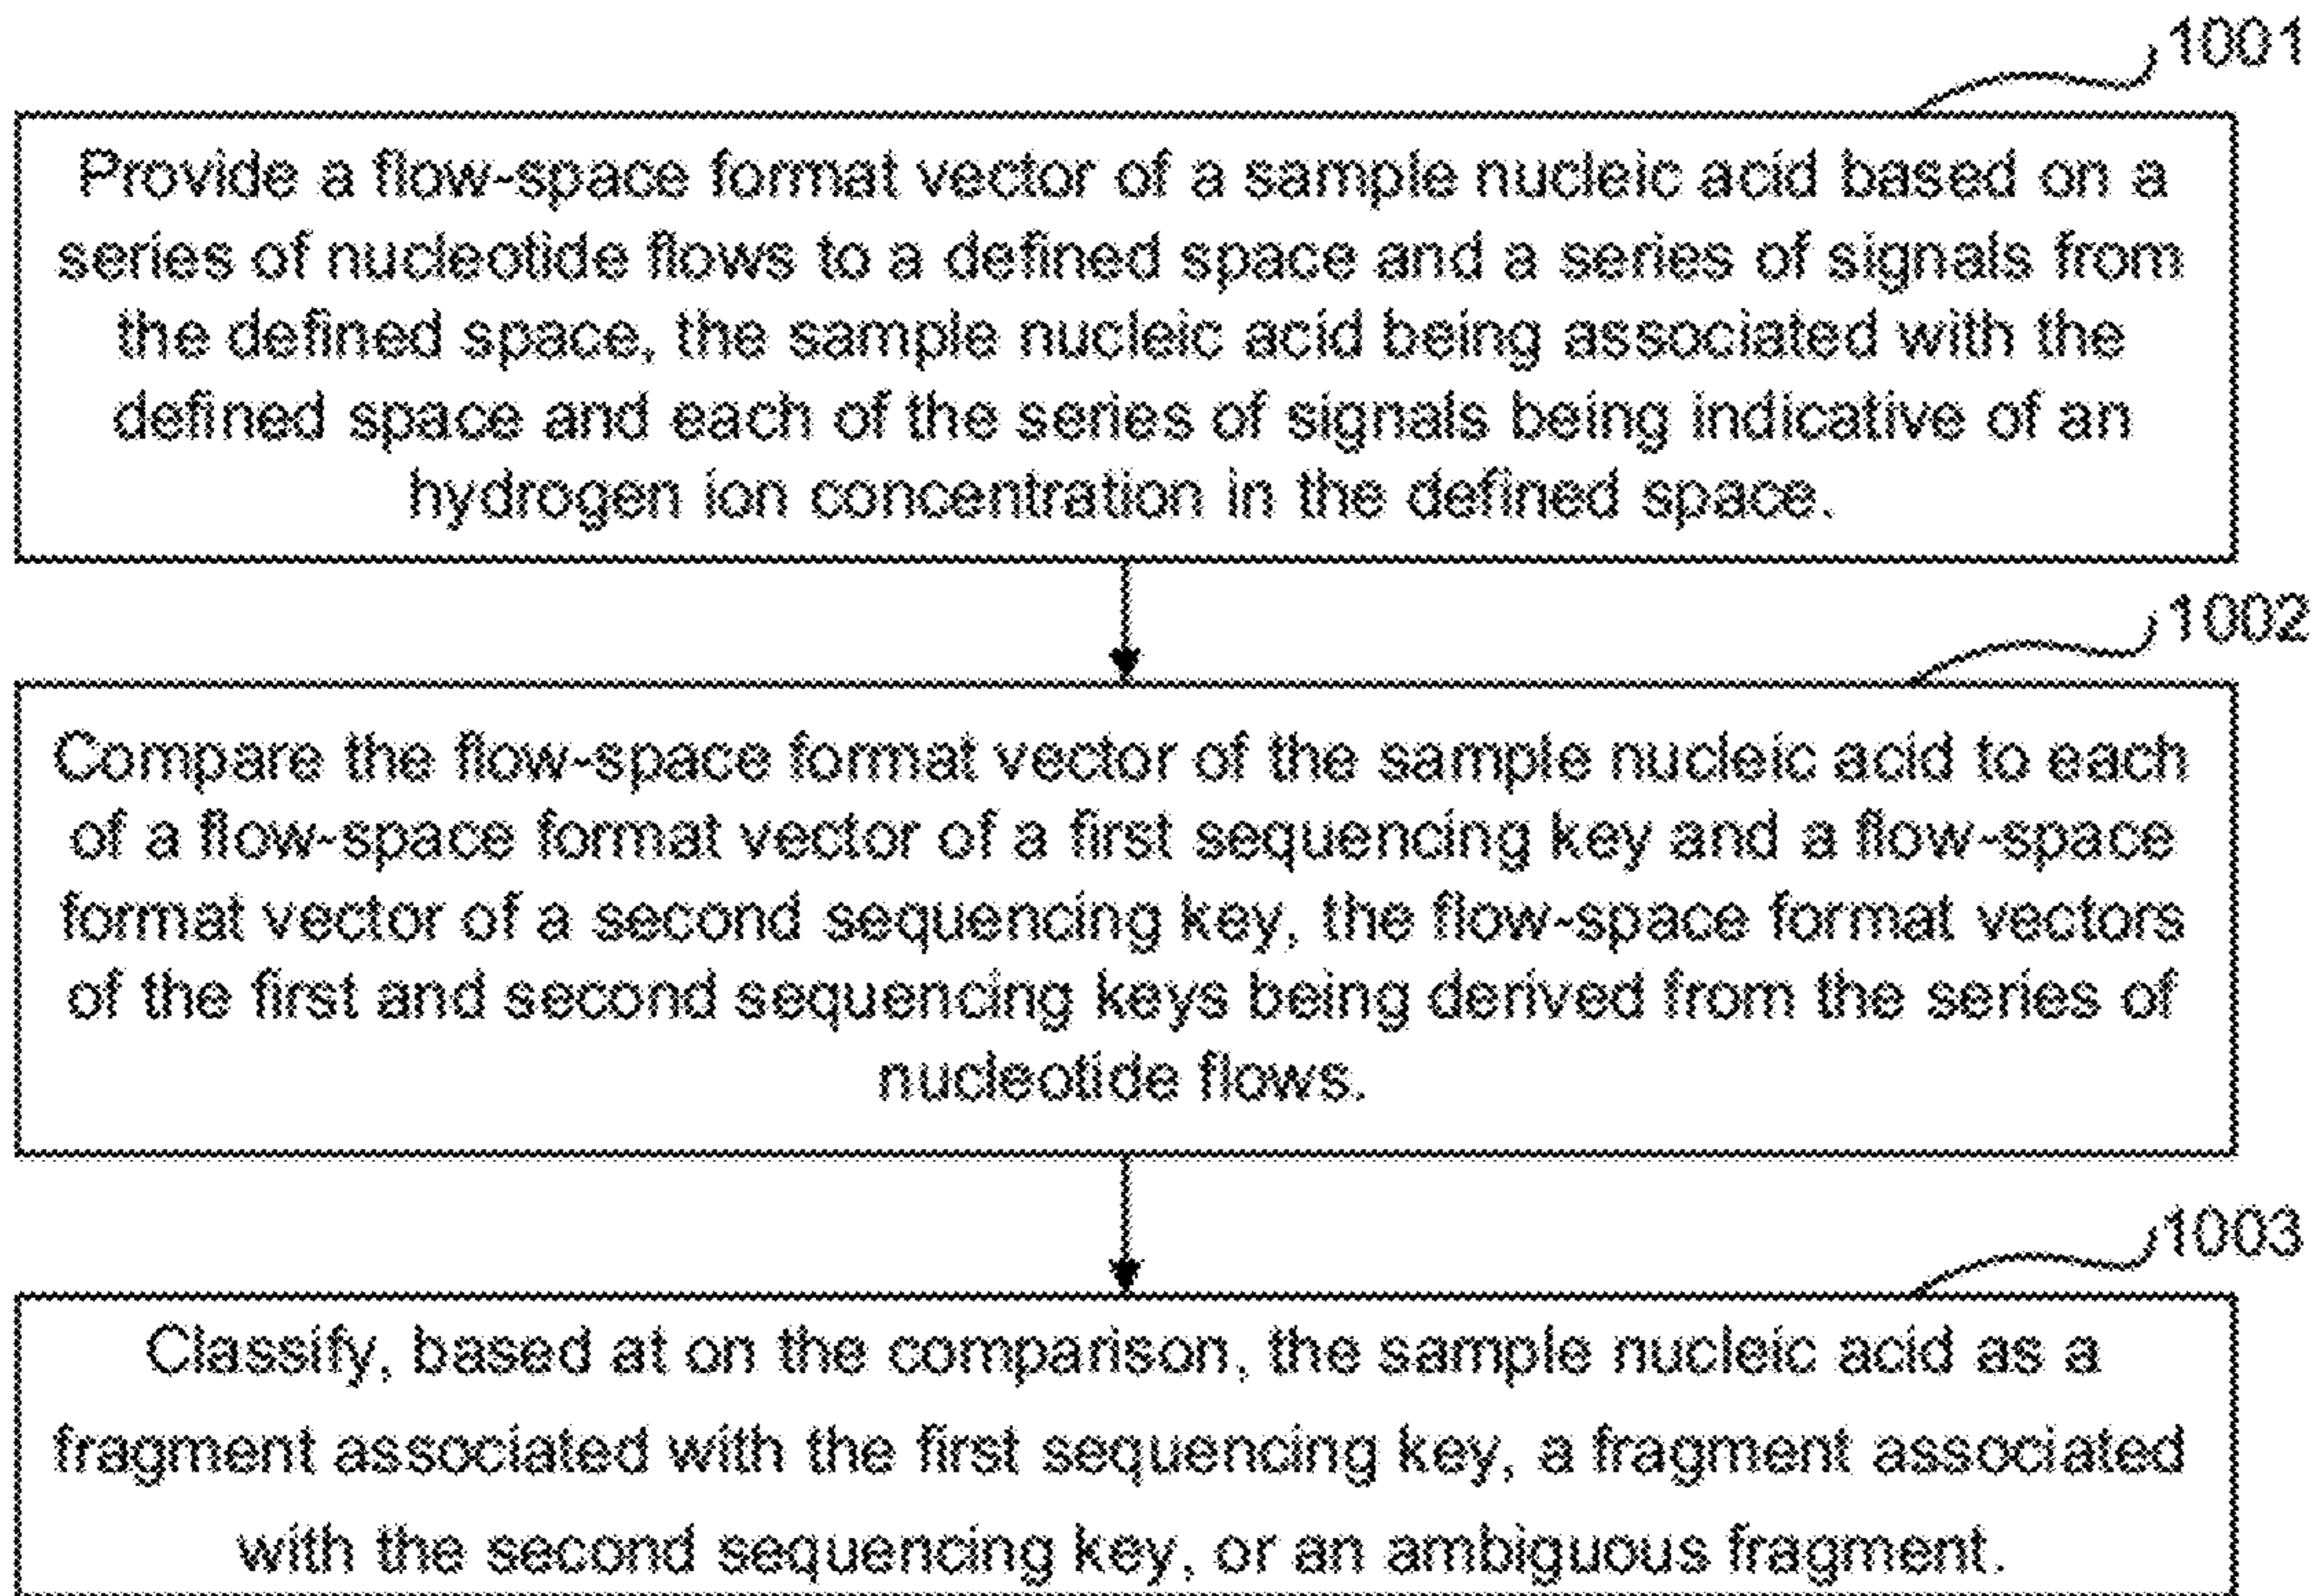 1001
Provide a flow-space format vector of a sample nucleic acid based on a
series of nucleotide flows to a defined space and a series of signals from
the defined space, the sample nucleic acid being associated with the
defined space and each of the series of signals being indicative of an
hydrogen ion concentration in the defined space.
1002
Compare the flow-space format vector of the sample nucleic acid to each
of a flow-space format vector of a first sequencing key and a flow-space
format vector of a second sequencing key, the flow-space format vectors
of the first and second sequencing keys being derived from the series of
nucleotide flows.
1003
Classify, based at on the comparison, the sample nucleic acid as a
fragment associated with the first sequencing key, a fragment associated
with the second sequencing key, or an ambiguous fragment.